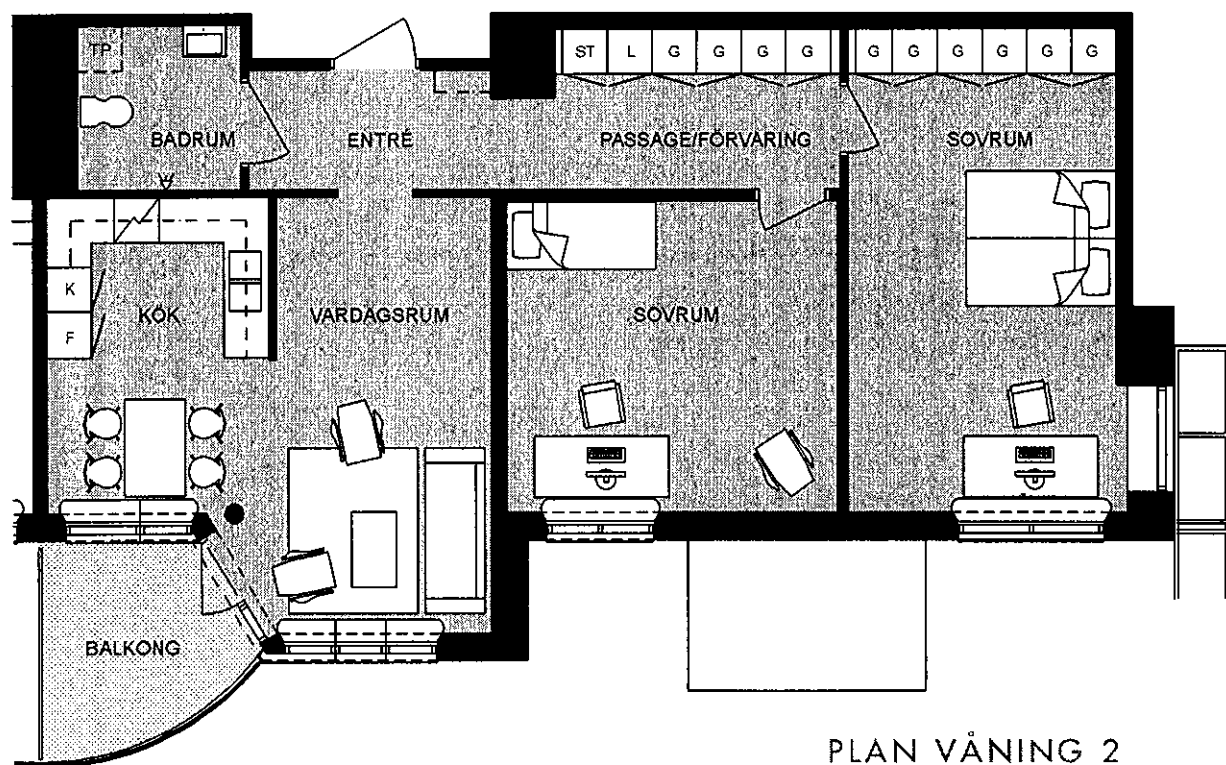 TP
ST L G G G G G G G G G G
BADRUM ENTRÉ PASSAGE/FÖRVARING SOVRUM
K
KÖK VARDAGSRUM SOVRUM
F
BALKONG
PLAN VÅNING 2